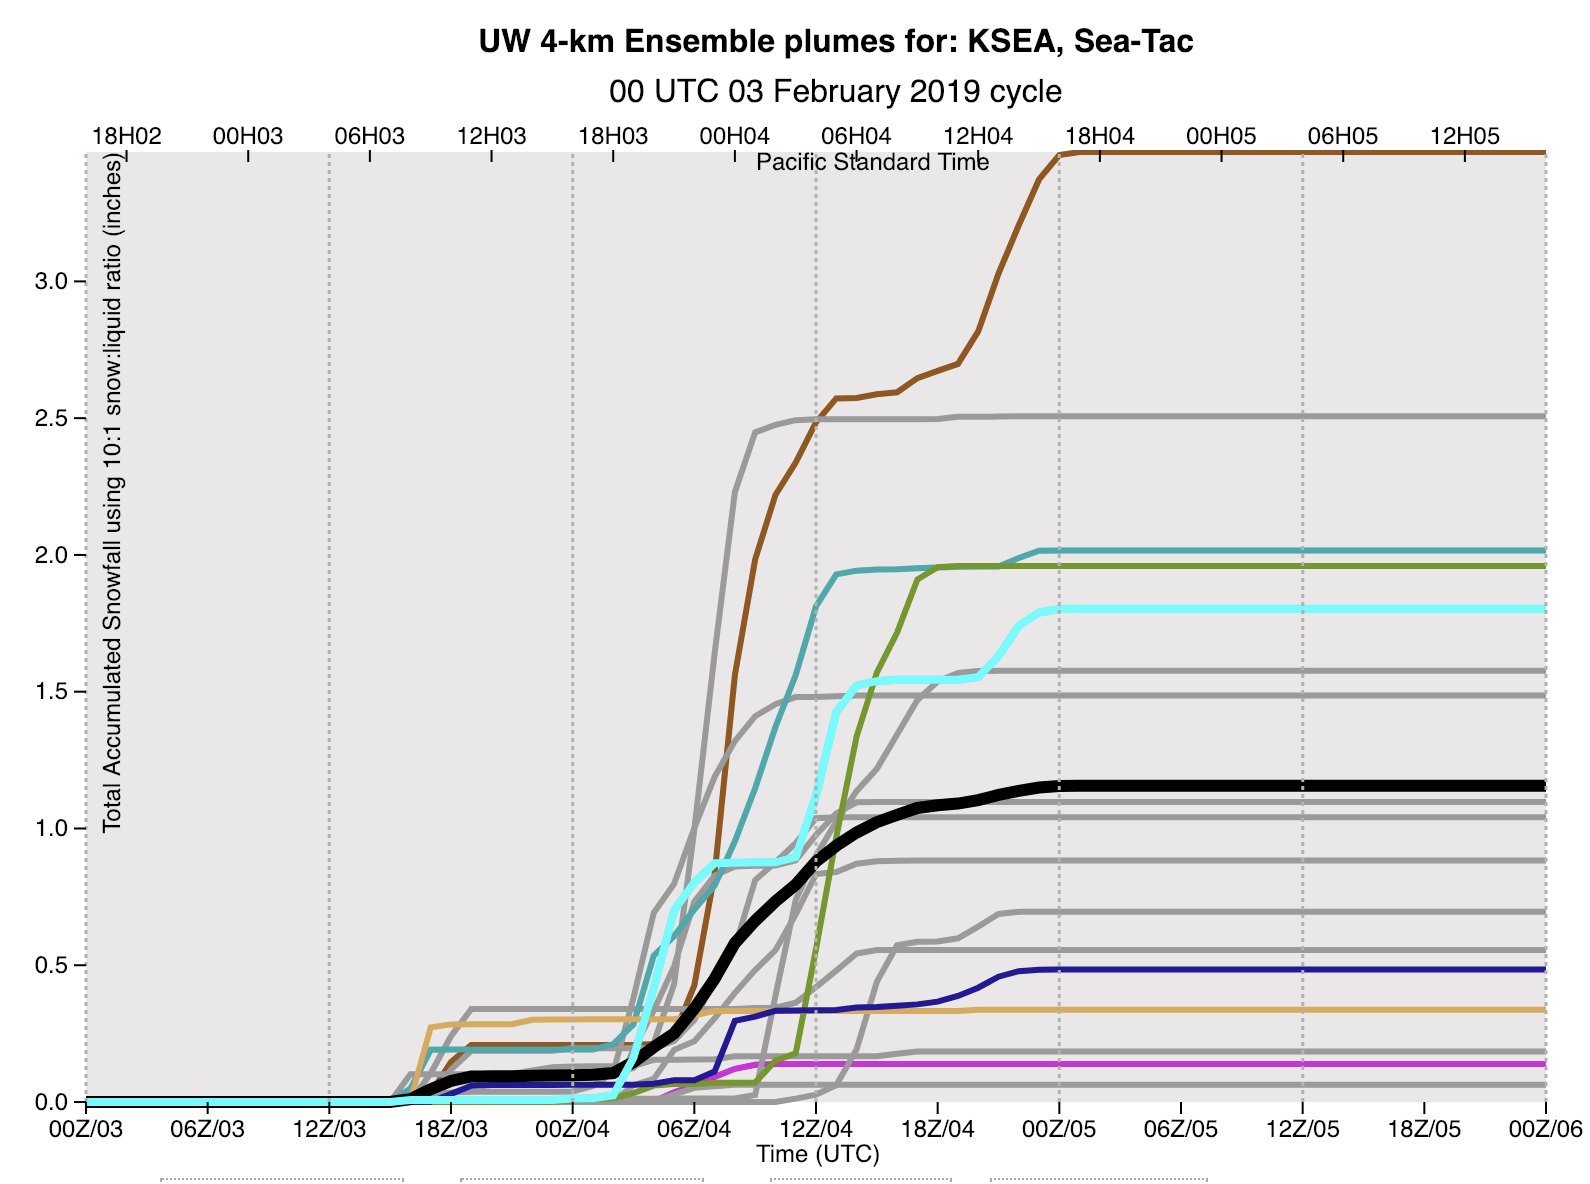 UW 4-km Ensemble plumes for: KSEA, Sea-Tac
00 UTC 03 February 2019 cycle
18H02 00H03 06H03 12H03 18H03 00H04 06H04 12H04 18H04 00H05 06H05 12H05
Pacific Standard Time
Total Accumulated Snowfall using 10:1 snow:liquid ratio (inches)
3.0
2.5
2.0
1.5
1.0
0.5
0.0
00Z/03 06Z/03 12Z/03 18Z/03 00Z/04 06Z/04 12Z/04 18Z/04 00Z/05 06Z/05 12Z/05 18Z/05 00Z/06
Time (UTC)